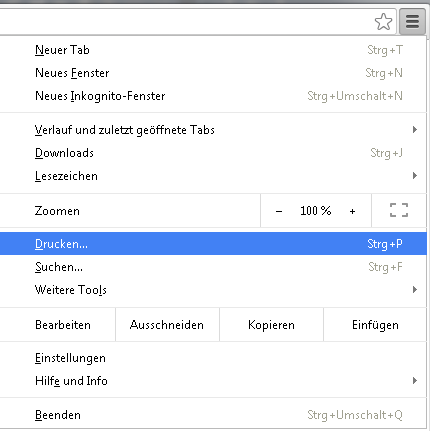 Neuer Tab Strg+T
Neues Fenster Strg+N
Neues Inkognito-Fenster Strg+Umschalt+N
Verlauf und zuletzt geöffnete Tabs
Downloads Strg+J
Lesezeichen
Zoomen − 100 % +
Drucken... Strg+P
Suchen... Strg+F
Weitere Tools
Bearbeiten Ausschneiden Kopieren Einfügen
Einstellungen
Hilfe und Info
Beenden Strg+Umschalt+Q